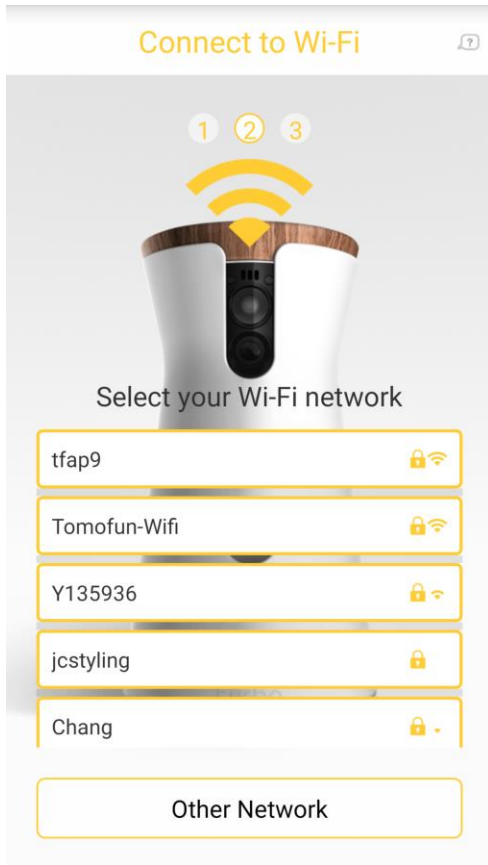 Connect to Wi-Fi
?
1 2 3
Select your Wi-Fi network
tfap9
Tomofun-Wifi
Y135936
jcstyling
Chang
Other Network